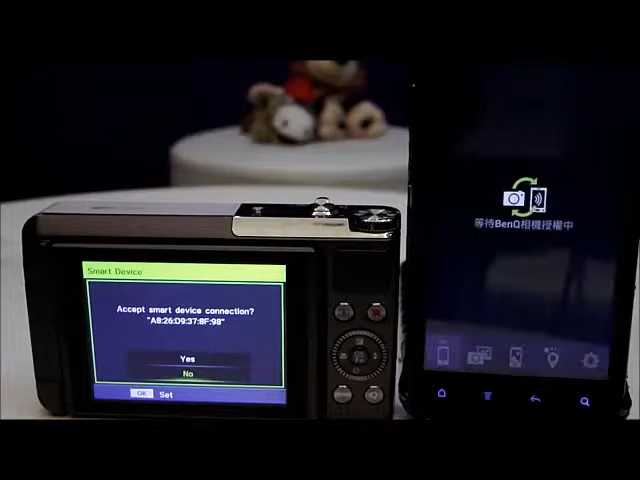 Smart Device
Accept smart device connection?
"A8:26:D9:37:8F:98"
Yes
No
OK Set
等待BenQ相機授權中